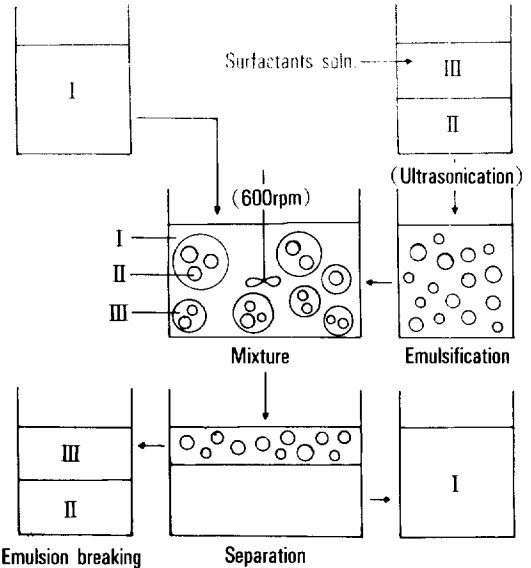 I
Surfactants soln.
III
II
(Ultrasonication)
(600rpm)
I
II
III
Mixture
Emulsification
III
II
I
Emulsion breaking
Separation